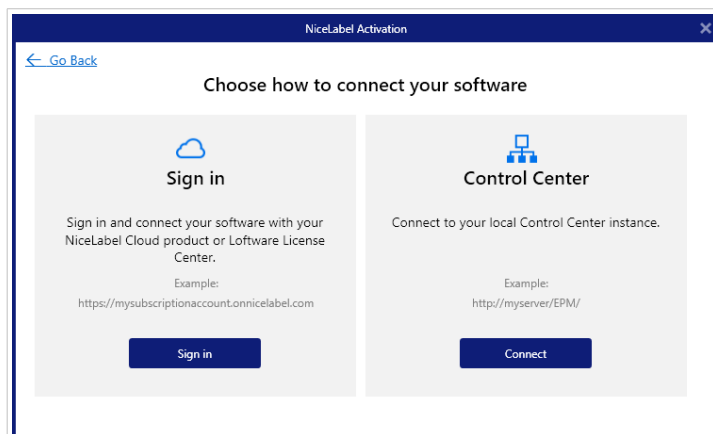 NiceLabel Activation
Go Back
Choose how to connect your software
Sign in
Sign in and connect your software with your
NiceLabel Cloud product or Loftware License
Center.
Example:
https://mysubscriptionaccount.onnicelabel.com
Sign in
Control Center
Connect to your local Control Center instance.
Example:
http://myserver/EPM/
Connect